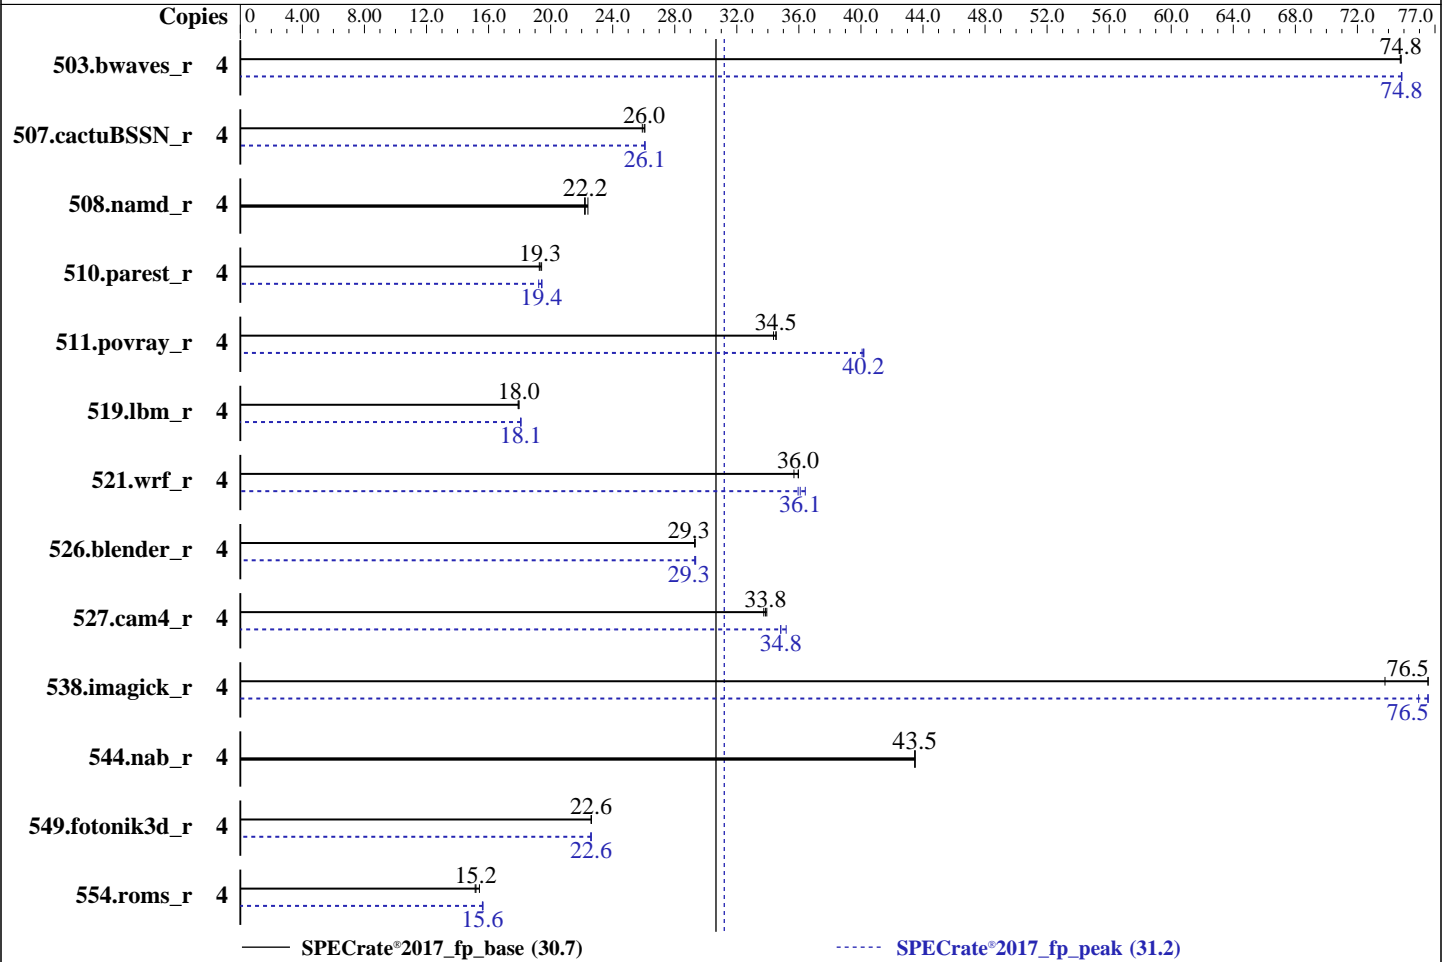 Copies 0 4.00 8.00 12.0 16.0 20.0 24.0 28.0 32.0 36.0 40.0 44.0 48.0 52.0 56.0 60.0 64.0 68.0 72.0 77.0
74.8
503.bwaves_r 4
74.8
26.0
507.cactuBSSN_r 4
26.1
22.2
508.namd_r 4
19.3
510.parest_r 4
19.4
34.5
511.povray_r 4
40.2
18.0
519.lbm_r 4
18.1
36.0
521.wrf_r 4
36.1
29.3
526.blender_r 4
29.3
33.8
527.cam4_r 4
34.8
76.5
538.imagick_r 4
76.5
43.5
544.nab_r 4
22.6
549.fotonik3d_r 4
22.6
15.2
554.roms_r 4
15.6
SPECrate®2017_fp_base (30.7) SPECrate®2017_fp_peak (31.2)